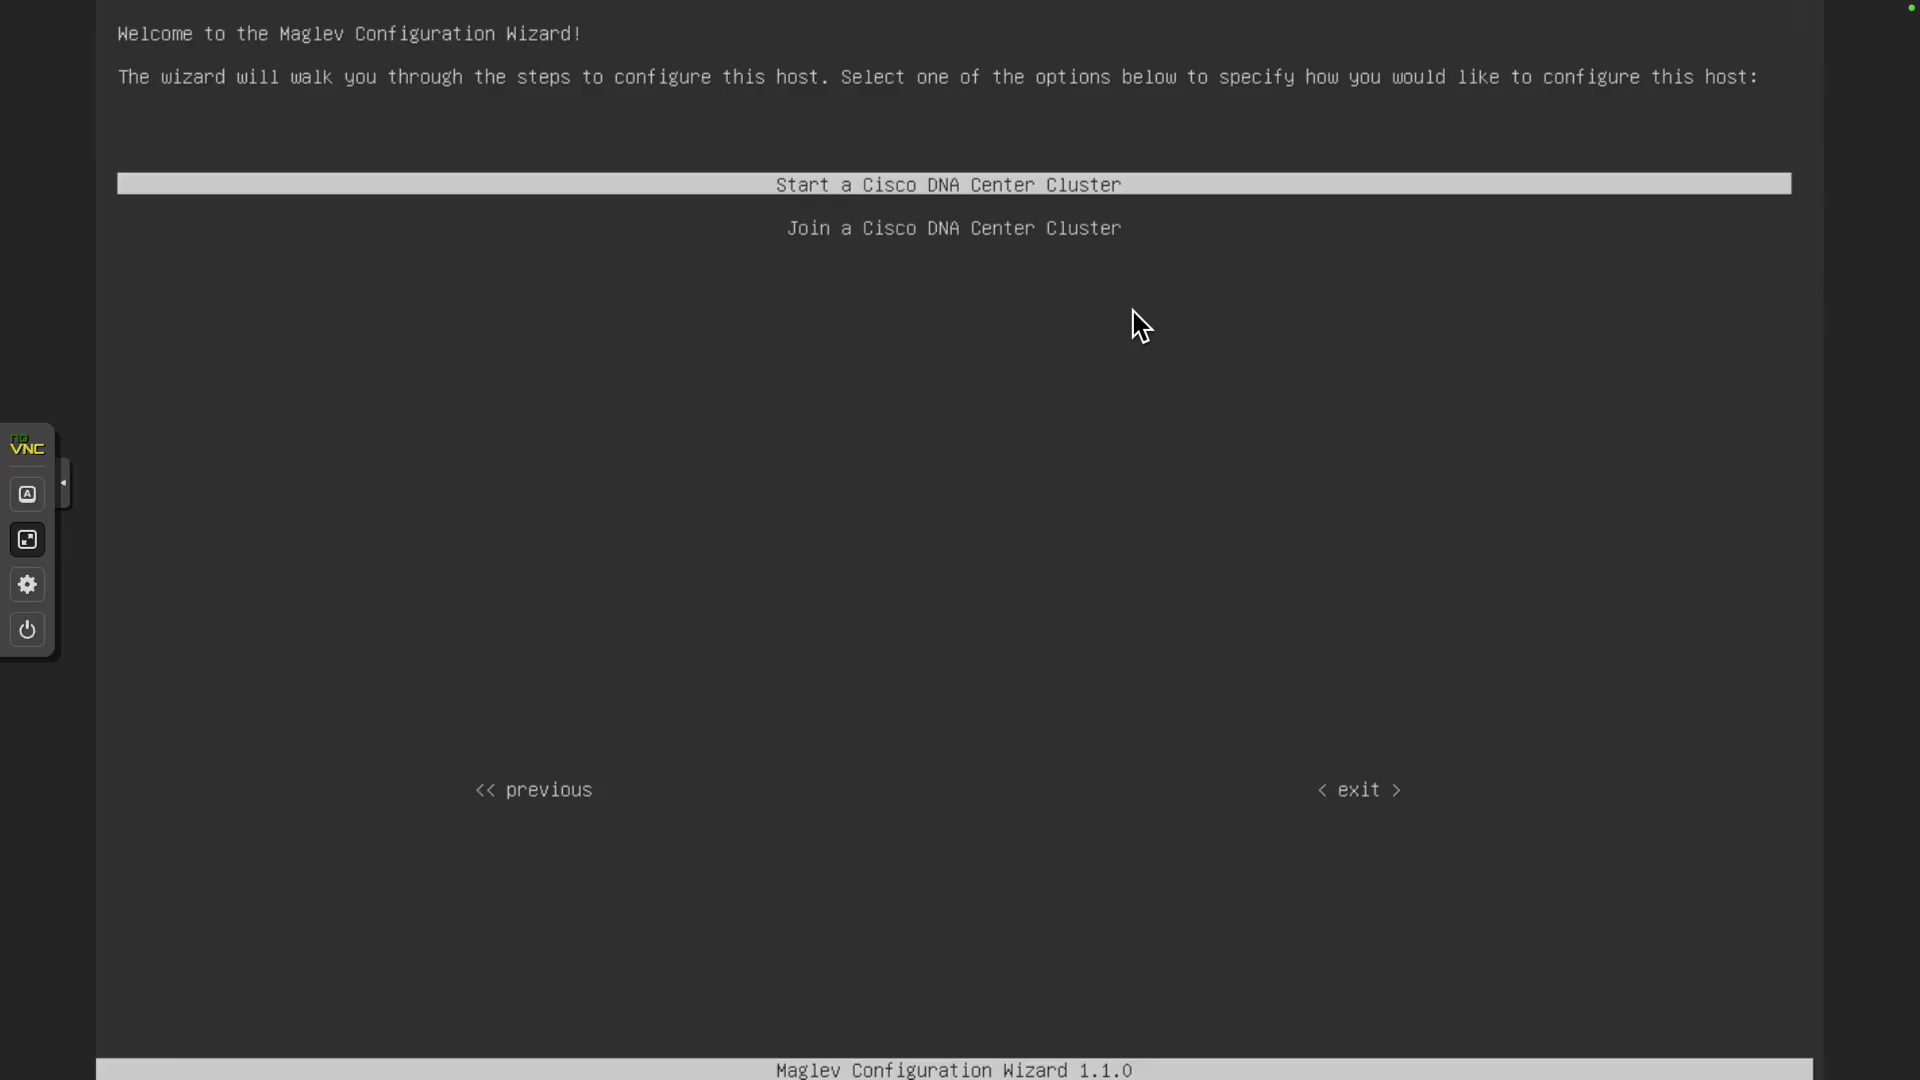 Welcome to the Maglev Configuration Wizard!
The wizard will walk you through the steps to configure this host. Select one of the options below to specify how you would like to configure this host:
Start a Cisco DNA Center Cluster
Join a Cisco DNA Center Cluster
no
VNC
A
<< previous
< exit >
Maglev Configuration Wizard 1.1.0